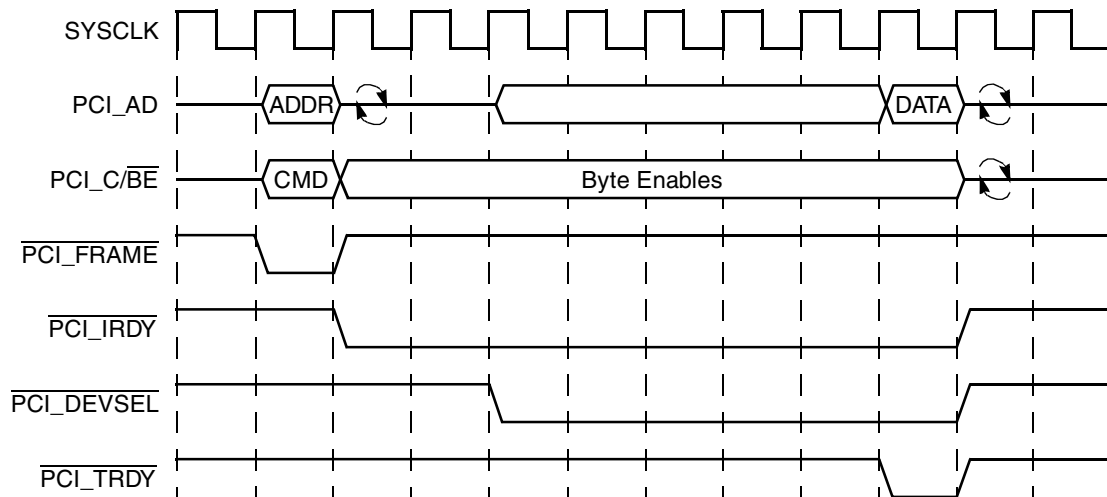 SYSCLK
PCI_AD ADDR DATA
PCI_C/BE CMD Byte Enables
PCI_FRAME
PCI_IRDY
PCI_DEVSEL
PCI_TRDY